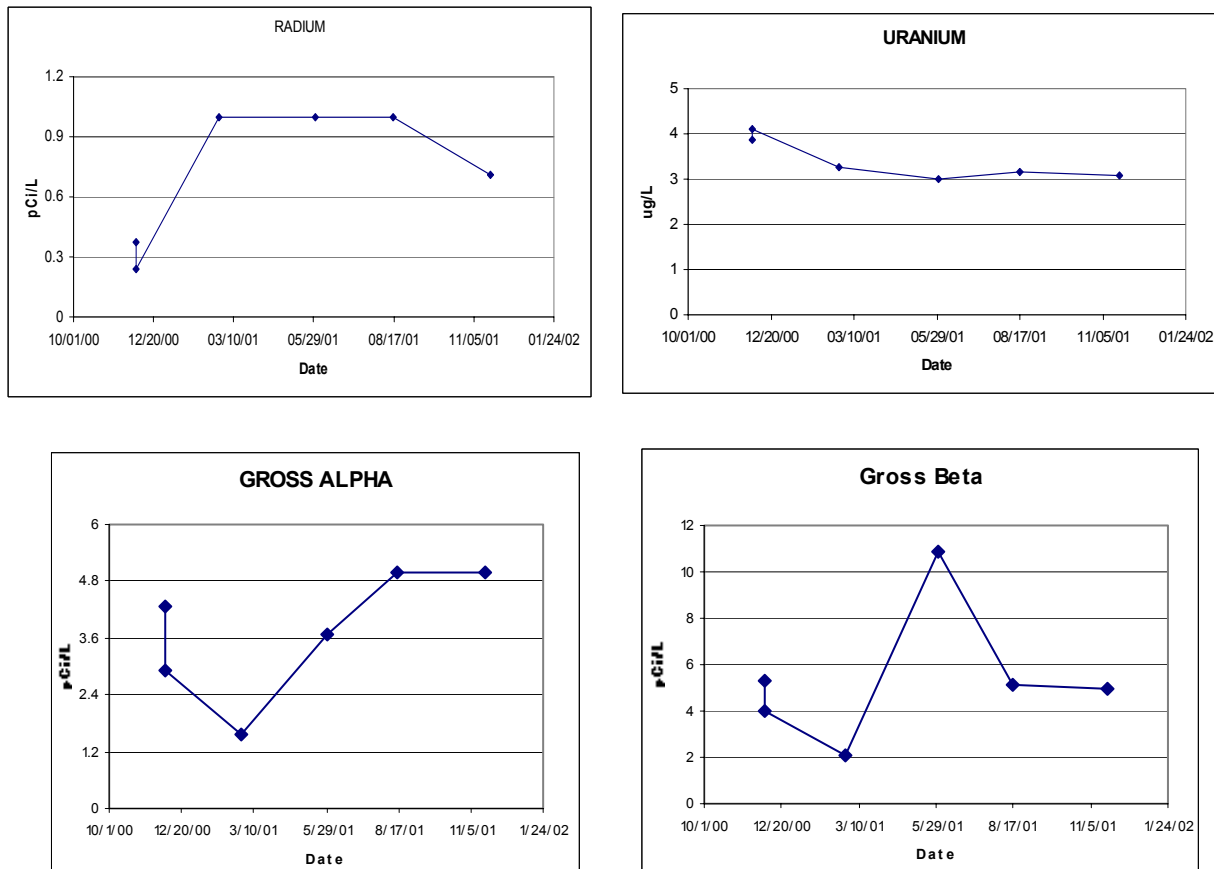 RADIUM
1.2
0.9
0.6
0.3
0
pCi/L
10/01/00 12/20/00 03/10/01 05/29/01 08/17/01 11/05/01 01/24/02
Date
URANIUM
5
4
3
2
1
0
ug/L
10/01/00 12/20/00 03/10/01 05/29/01 08/17/01 11/05/01 01/24/02
Date
GROSS ALPHA
6
4.8
3.6
2.4
1.2
0
pCi/L
10/1/00 12/20/00 3/10/01 5/29/01 8/17/01 11/5/01 1/24/02
Date
Gross Beta
12
10
8
6
4
2
0
pCi/L
10/1/00 12/20/00 3/10/01 5/29/01 8/17/01 11/5/01 1/24/02
Date